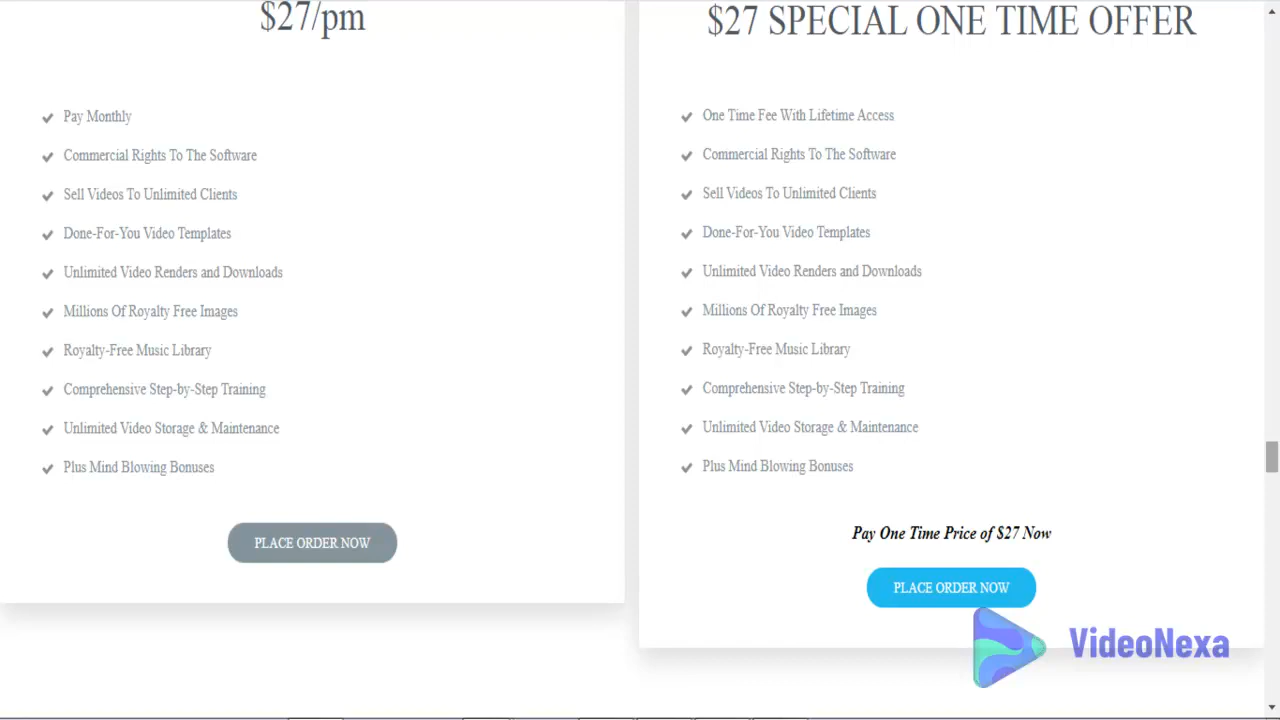 $27/pm
Pay Monthly
Commercial Rights To The Software
Sell Videos To Unlimited Clients
Done-For-You Video Templates
Unlimited Video Renders and Downloads
Millions Of Royalty Free Images
Royalty-Free Music Library
Comprehensive Step-by-Step Training
Unlimited Video Storage & Maintenance
Plus Mind Blowing Bonuses
PLACE ORDER NOW
$27 SPECIAL ONE TIME OFFER
One Time Fee With Lifetime Access
Commercial Rights To The Software
Sell Videos To Unlimited Clients
Done-For-You Video Templates
Unlimited Video Renders and Downloads
Millions Of Royalty Free Images
Royalty-Free Music Library
Comprehensive Step-by-Step Training
Unlimited Video Storage & Maintenance
Plus Mind Blowing Bonuses
Pay One Time Price of $27 Now
PLACE ORDER NOW
VideoNexa